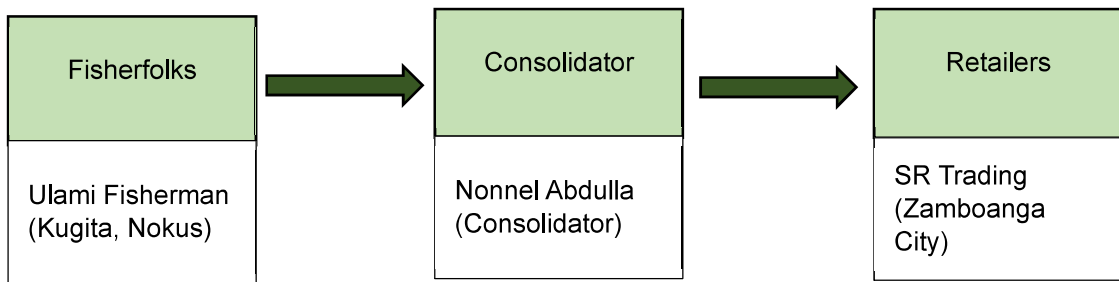 Fisherfolks
Ulami Fisherman
(Kugita, Nokus)
Consolidator
Nonnel Abdulla
(Consolidator)
Retailers
SR Trading
(Zamboanga
City)